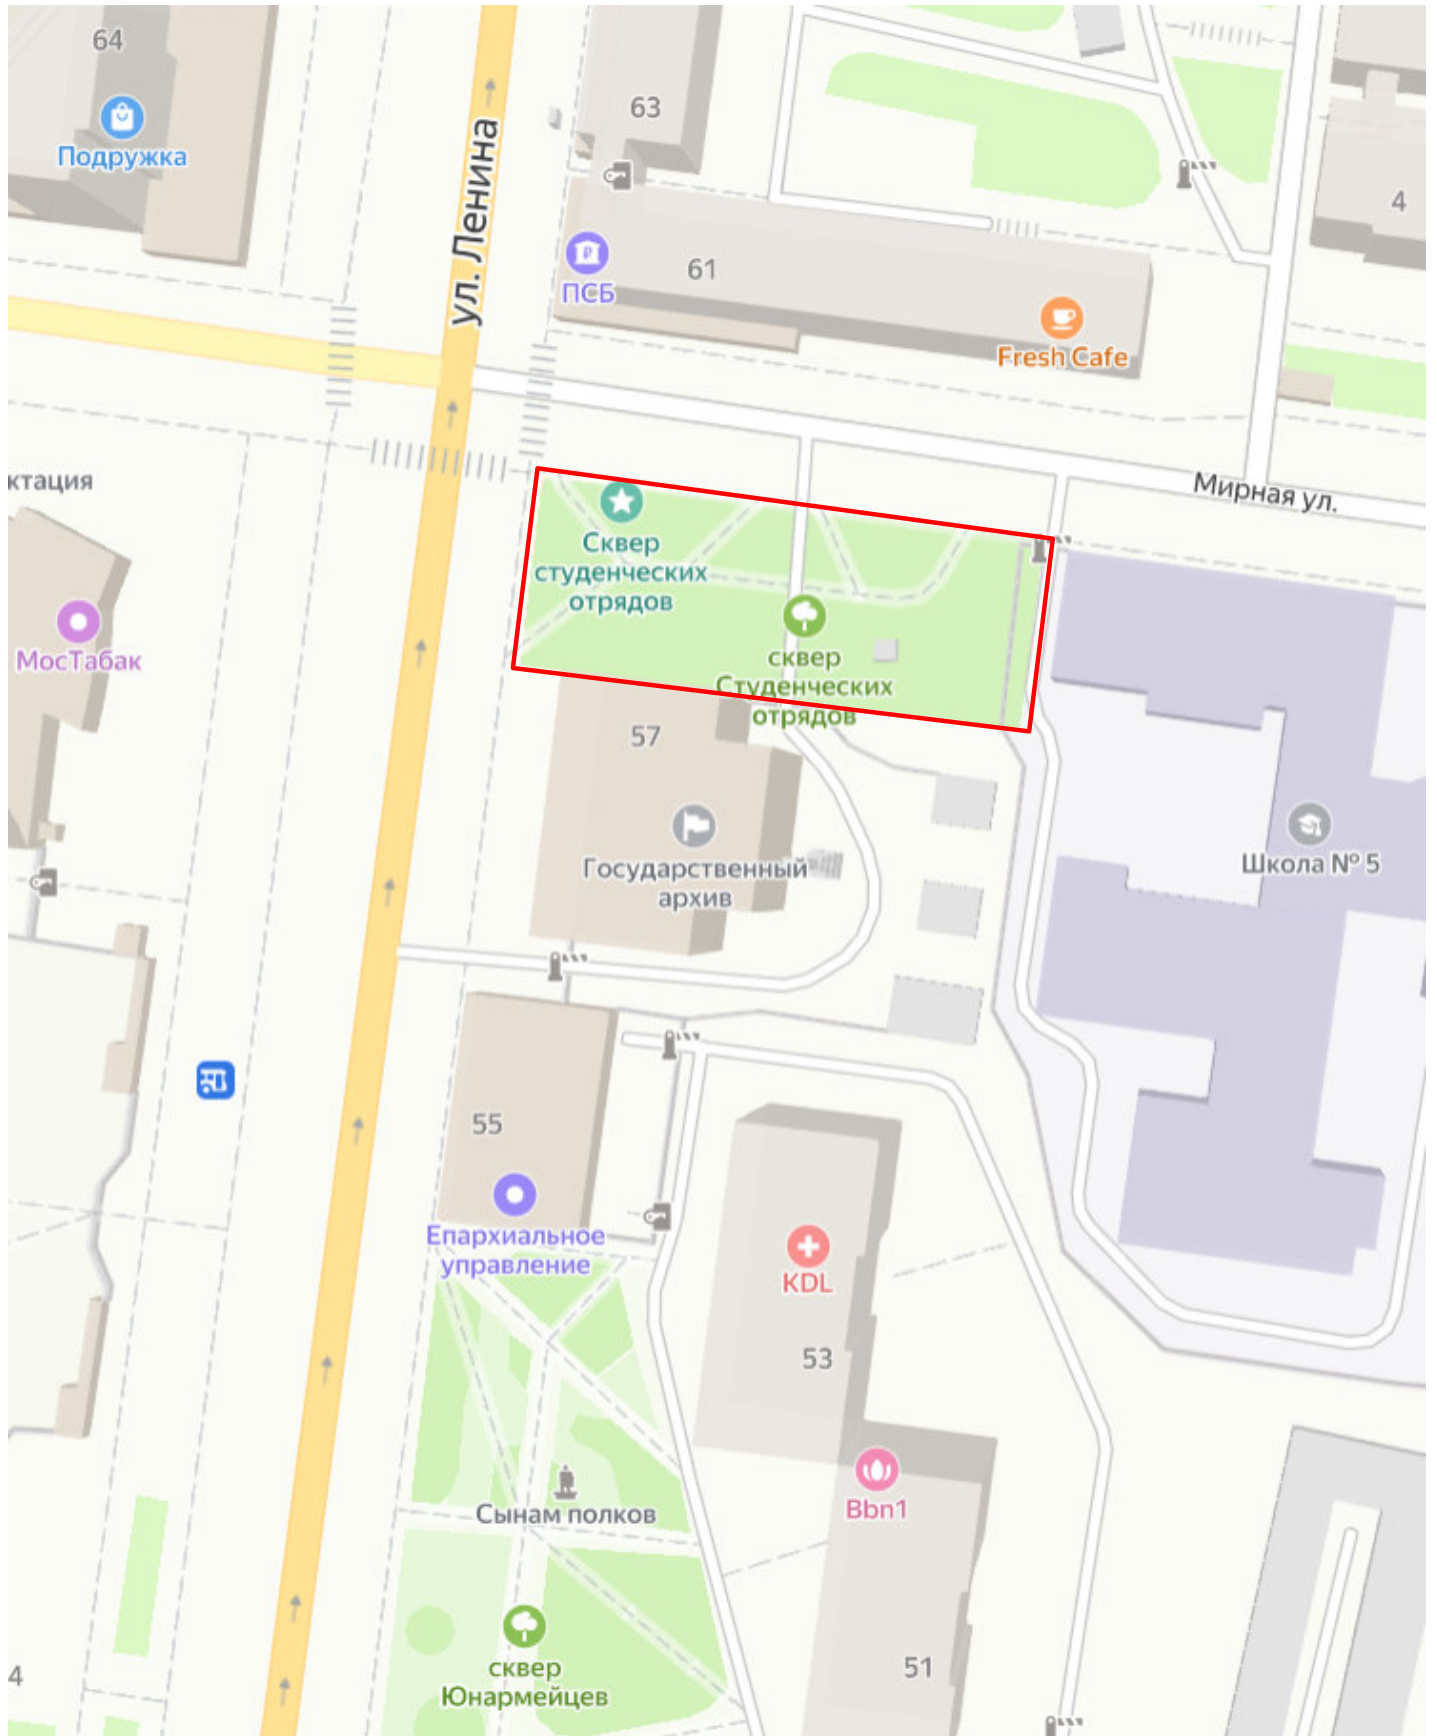 64
Подружка
63
ул. Ленина
4
ПСБ
61
Fresh Cafe
ктация
Мирная ул.
Сквер
студенческих
отрядов
МосТабак
сквер
Студенческих
отрядов
57
Государственный
архив
Школа № 5
55
Епархиальное
управление
KDL
53
Bbn1
Сынам полков
51
сквер
Юнармейцев
4